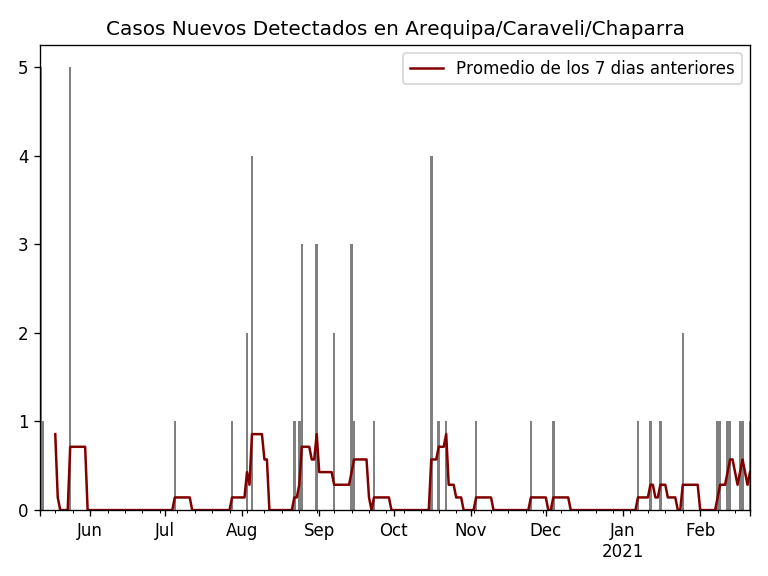 Casos Nuevos Detectados en Arequipa/Caraveli/Chaparra
Promedio de los 7 dias anteriores
5
4
3
2
1
0
Jun Jul Aug Sep Oct Nov Dec Jan Feb
2021